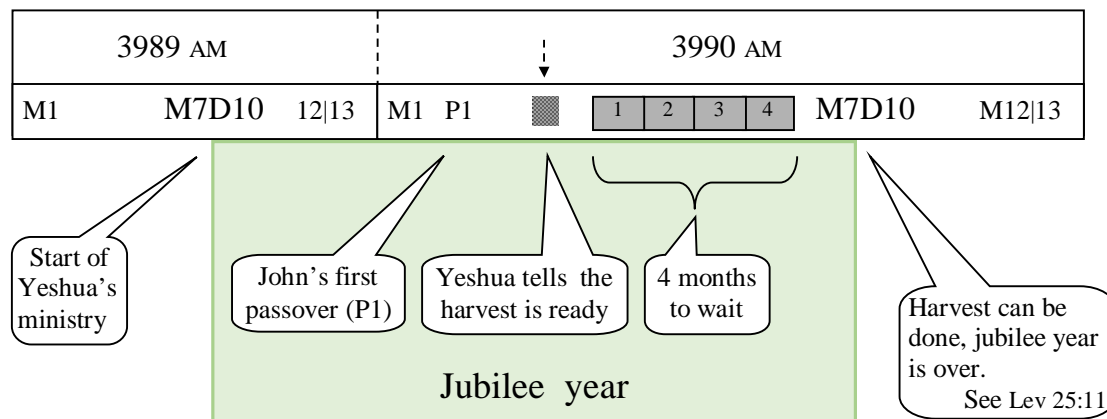 3989 AM 3990 AM
M1 M7D10 12|13 M1 P1 1 2 3 4 M7D10 M12|13
Start of
Yeshua’s
ministry
John’s first
passover (P1)
Yeshua tells the
harvest is ready
4 months
to wait
Harvest can be
done, jubilee year
is over.
See Lev 25:11
Jubilee year